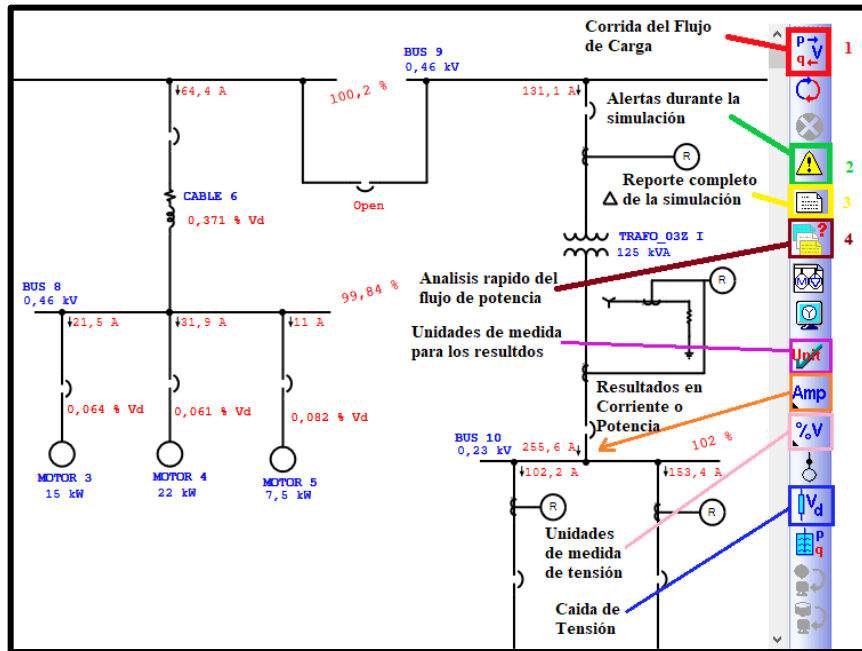 Corrida del Flujo
de Carga
P
V
q
1
BUS 9
0,46 kV
64,4 A
100,2 %
131,1 A
Alertas durante la
simulación
2
R
CABLE 6
0,371 % Vd
Open
Reporte completo
de la simulación
3
?
4
TRAFO_03Z I
125 kVA
BUS 8
0,46 kV
99,84 %
Analisis rapido del
flujo de potencia
R
M
21,5 A
31,9 A
11 A
Unidades de medida
para los resultdos
Unit
0,064 % Vd
0,061 % Vd
0,082 % Vd
Resultados en
Corriente o
Potencia
Amp
BUS 10
0,23 kV
255,6 A
102 %
%V
MOTOR 3
15 kW
MOTOR 4
22 kW
MOTOR 5
7,5 kW
102,2 A
153,4 A
R
R
Vd
Unidades
de medida
de tensión
P
q
Caida de
Tensión